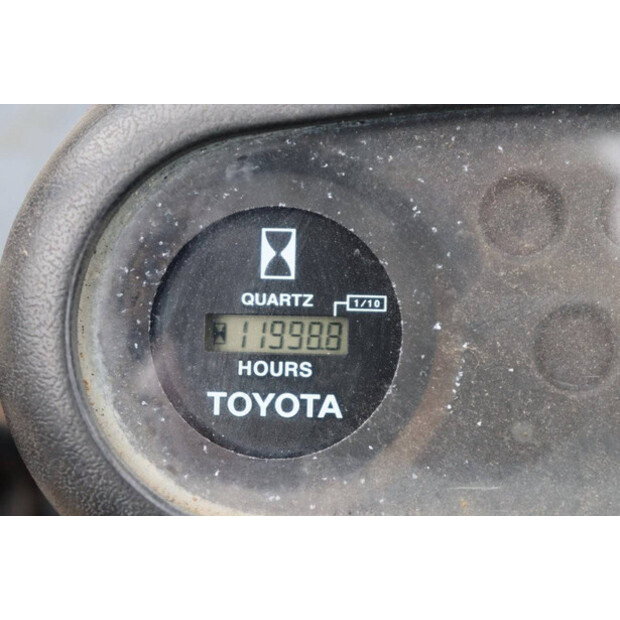 QUARTZ
1/10
11998.8
HOURS
TOYOTA